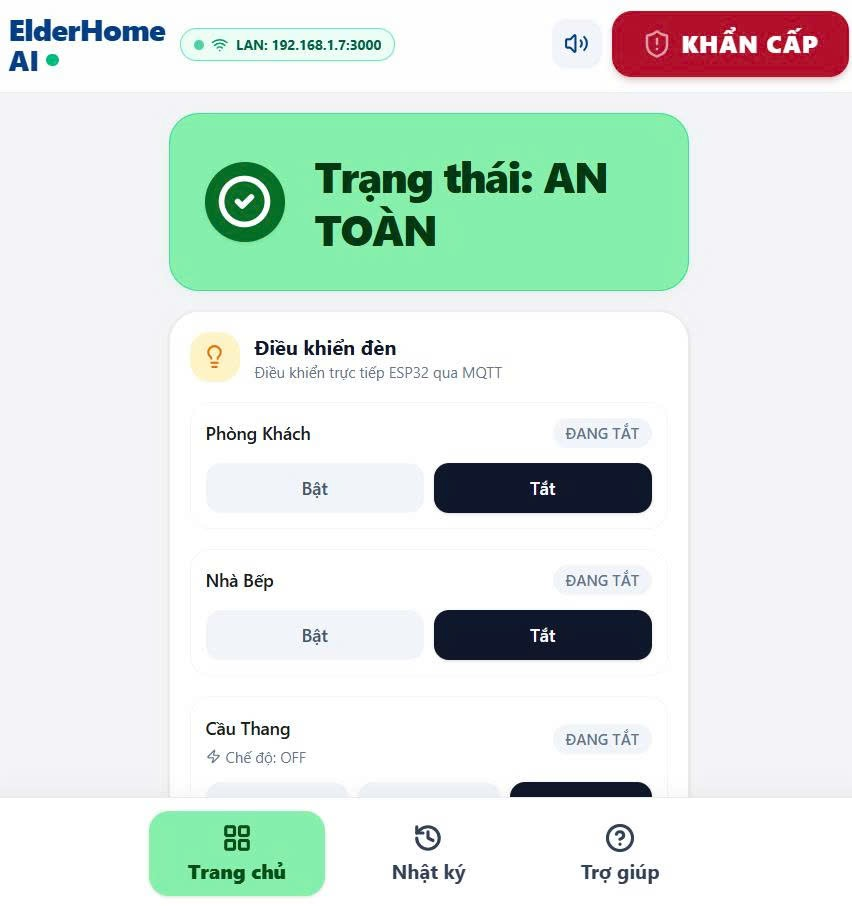 ElderHome
AI
LAN: 192.168.1.7:3000
KHẨN CẤP
Trạng thái: AN
TOÀN
Điều khiển đèn
Điều khiển trực tiếp ESP32 qua MQTT
Phòng Khách
ĐANG TẮT
Bật
Tắt
Nhà Bếp
ĐANG TẮT
Bật
Tắt
Cầu Thang
ĐANG TẮT
Chế độ: OFF
Trang chủ
Nhật ký
Trợ giúp